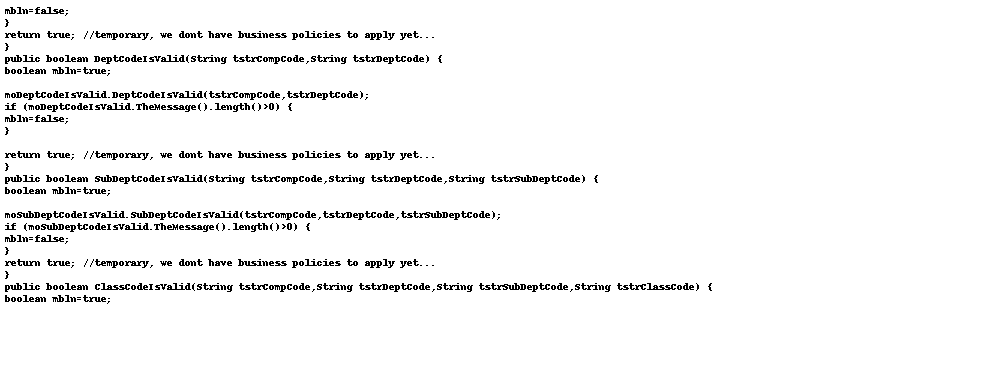 mbln=false;
}
return true; //temporary, we dont have business policies to apply yet...
}
public boolean DeptCodeIsValid(String tstrCompCode,String tstrDeptCode) {
boolean mbln=true;

moDeptCodeIsValid.DeptCodeIsValid(tstrCompCode,tstrDeptCode);
if (moDeptCodeIsValid.TheMessage().length()>0) {
mbln=false;
}

return true; //temporary, we dont have business policies to apply yet...
}
public boolean SubDeptCodeIsValid(String tstrCompCode,String tstrDeptCode,String tstrSubDeptCode) {
boolean mbln=true;

moSubDeptCodeIsValid.SubDeptCodeIsValid(tstrCompCode,tstrDeptCode,tstrSubDeptCode);
if (moSubDeptCodeIsValid.TheMessage().length()>0) {
mbln=false;
}
return true; //temporary, we dont have business policies to apply yet...
}
public boolean ClassCodeIsValid(String tstrCompCode,String tstrDeptCode,String tstrSubDeptCode,String tstrClassCode) {
boolean mbln=true;